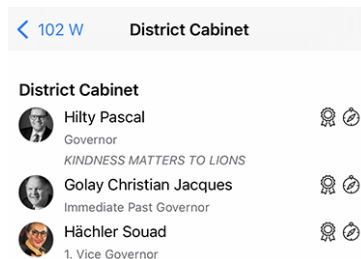 102 W
District Cabinet
District Cabinet
Hilty Pascal
Governor
KINDNESS MATTERS TO LIONS
Golay Christian Jacques
Immediate Past Governor
Hächler Souad
1. Vice Governor